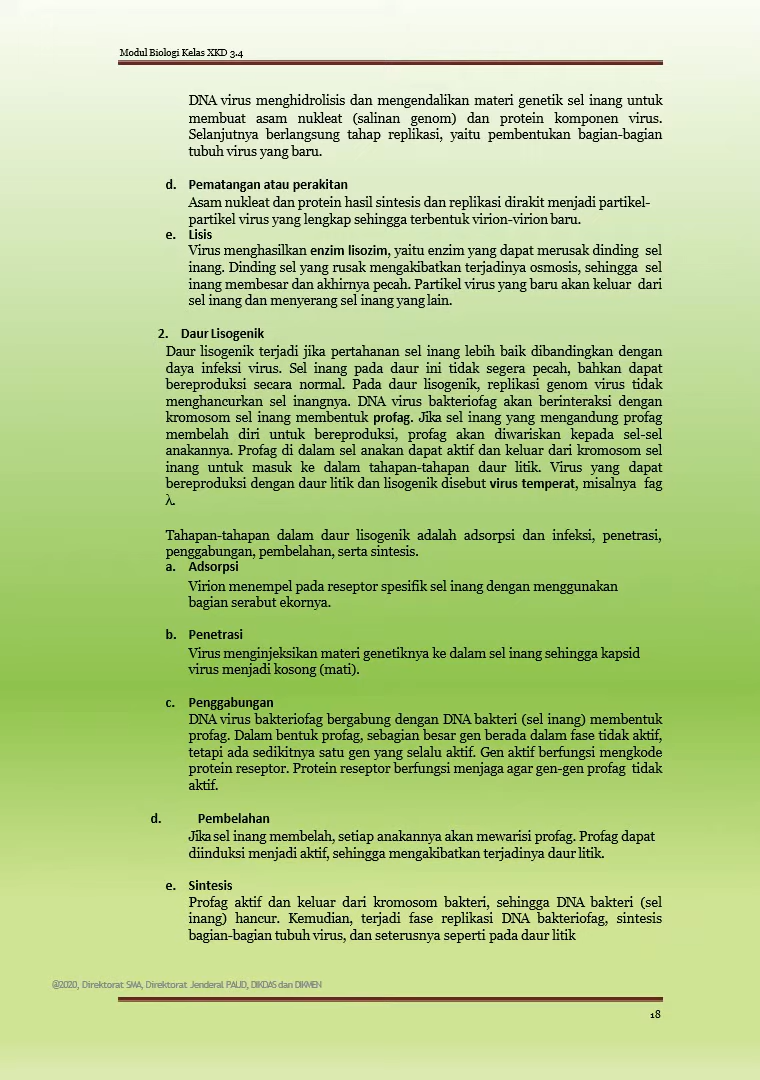 Modul Biologi Kelas XKD 3.4
DNA virus menghidrolisis dan mengendalikan materi genetik sel inang untuk
membuat asam nukleat (salinan genom) dan protein komponen virus.
Selanjutnya berlangsung tahap replikasi, yaitu pembentukan bagian-bagian
tubuh virus yang baru.
d. Pematangan atau perakitan
Asam nukleat dan protein hasil sintesis dan replikasi dirakit menjadi partikel-
partikel virus yang lengkap sehingga terbentuk virion-virion baru.
e. Lisis
Virus menghasilkan enzim lisozim, yaitu enzim yang dapat merusak dinding sel
inang. Dinding sel yang rusak mengakibatkan terjadinya osmosis, sehingga sel
inang membesar dan akhirnya pecah. Partikel virus yang baru akan keluar dari
sel inang dan menyerang sel inang yang lain.
2. Daur Lisogenik
Daur lisogenik terjadi jika pertahanan sel inang lebih baik dibandingkan dengan
daya infeksi virus. Sel inang pada daur ini tidak segera pecah, bahkan dapat
bereproduksi secara normal. Pada daur lisogenik, replikasi genom virus tidak
menghancurkan sel inangnya. DNA virus bakteriofag akan berinteraksi dengan
kromosom sel inang membentuk profag. Jika sel inang yang mengandung profag
membelah diri untuk bereproduksi, profag akan diwariskan kepada sel-sel
anakannya. Profag di dalam sel anakan dapat aktif dan keluar dari kromosom sel
inang untuk masuk ke dalam tahapan-tahapan daur litik. Virus yang dapat
bereproduksi dengan daur litik dan lisogenik disebut virus temperat, misalnya fag
λ.
Tahapan-tahapan dalam daur lisogenik adalah adsorpsi dan infeksi, penetrasi,
penggabungan, pembelahan, serta sintesis.
a. Adsorpsi
Virion menempel pada reseptor spesifik sel inang dengan menggunakan
bagian serabut ekornya.
b. Penetrasi
Virus menginjeksikan materi genetiknya ke dalam sel inang sehingga kapsid
virus menjadi kosong (mati).
c. Penggabungan
DNA virus bakteriofag bergabung dengan DNA bakteri (sel inang) membentuk
profag. Dalam bentuk profag, sebagian besar gen berada dalam fase tidak aktif,
tetapi ada sedikitnya satu gen yang selalu aktif. Gen aktif berfungsi mengkode
protein reseptor. Protein reseptor berfungsi menjaga agar gen-gen profag tidak
aktif.
d. Pembelahan
Jika sel inang membelah, setiap anakannya akan mewarisi profag. Profag dapat
diinduksi menjadi aktif, sehingga mengakibatkan terjadinya daur litik.
e. Sintesis
Profag aktif dan keluar dari kromosom bakteri, sehingga DNA bakteri (sel
inang) hancur. Kemudian, terjadi fase replikasi DNA bakteriofag, sintesis
bagian-bagian tubuh virus, dan seterusnya seperti pada daur litik
@2020, Direktorat SMA, Direktorat Jenderal PAUD, DIKDAS dan DIKMEN
18